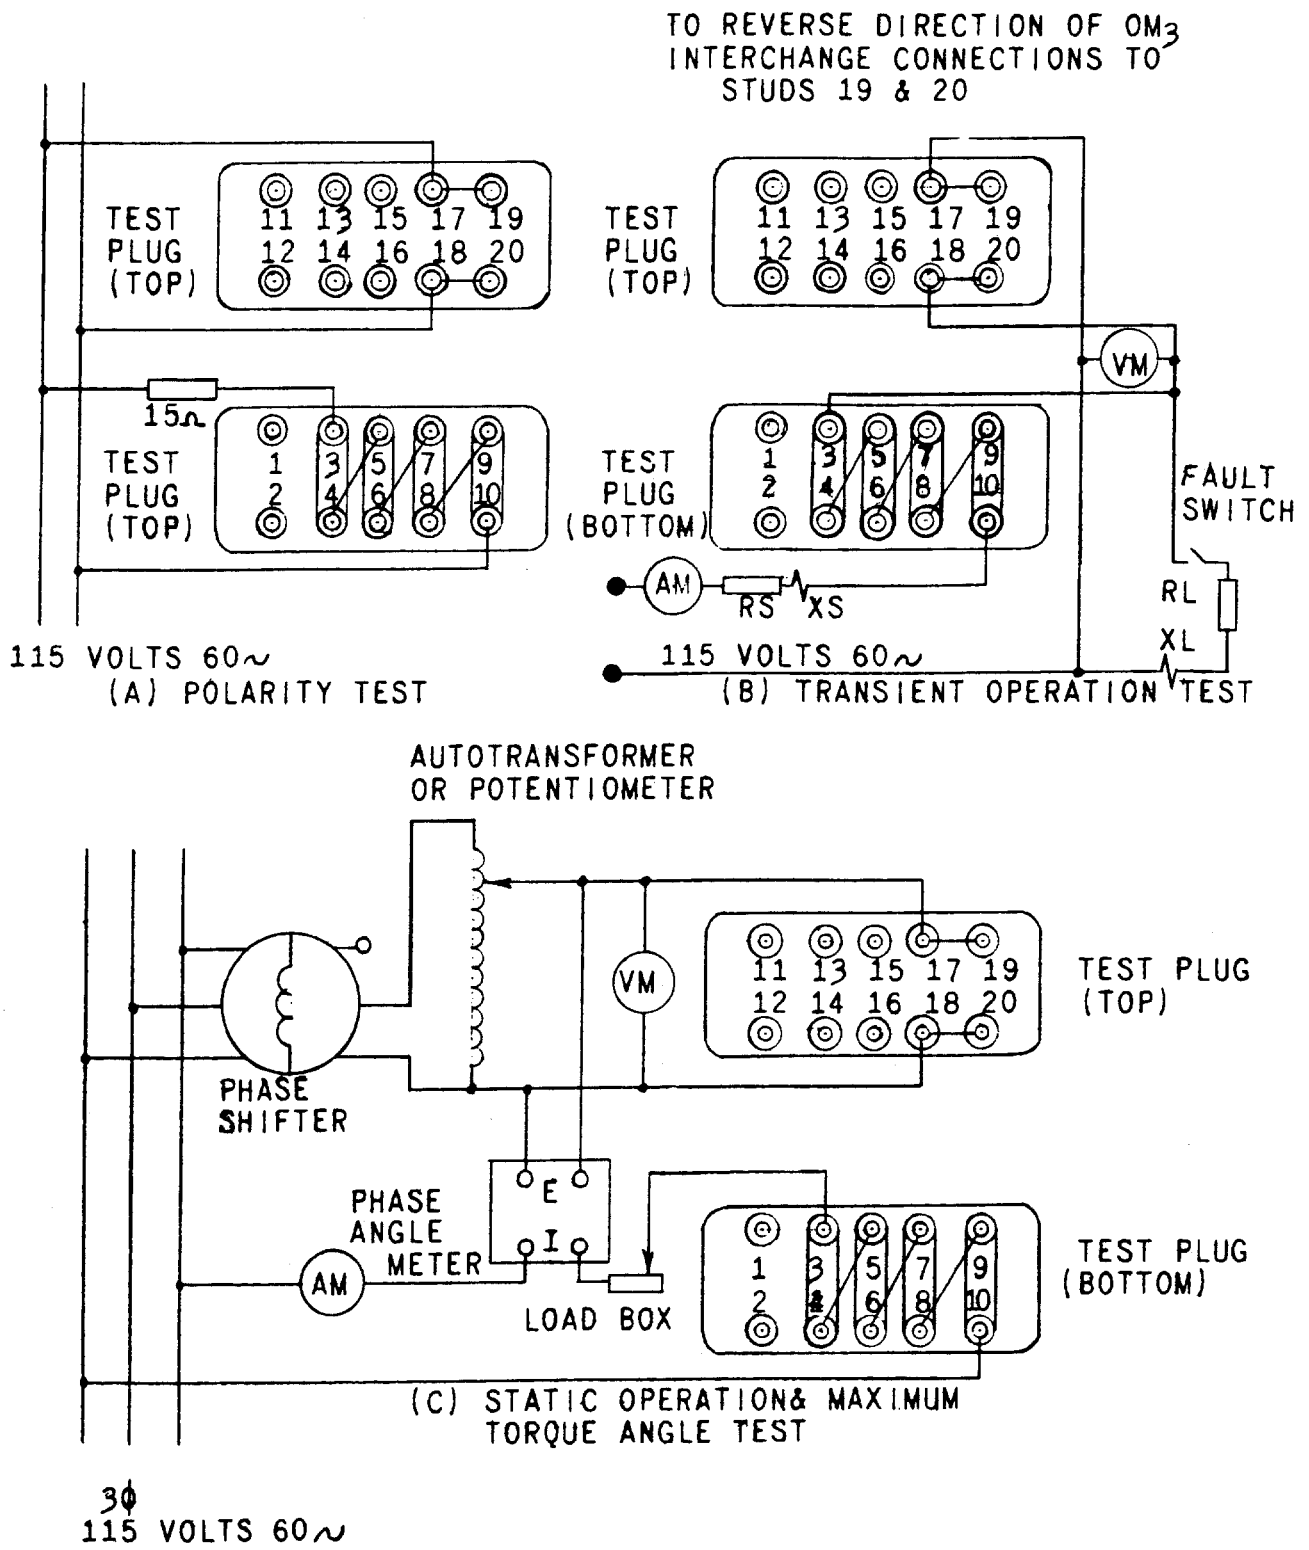 TO REVERSE DIRECTION OF OM3
INTERCHANGE CONNECTIONS TO
STUDS 19 & 20
TEST
PLUG
(TOP)
11 13 15 17 19
12 14 16 18 20
15Ω
TEST
PLUG
(TOP)
1 3 5 7 9
2 4 6 8 10
115 VOLTS 60~
(A) POLARITY TEST
TEST
PLUG
(TOP)
11 13 15 17 19
12 14 16 18 20
VM
TEST
PLUG
(BOTTOM)
1 3 5 7 9
2 4 6 8 10
FAULT
SWITCH
AM
RS
XS
RL
XL
115 VOLTS 60~
(B) TRANSIENT OPERATION TEST
AUTOTRANSFORMER
OR POTENTIOMETER
VM
11 13 15 17 19
12 14 16 18 20
TEST PLUG
(TOP)
PHASE
SHIFTER
E
I
PHASE
ANGLE
METER
AM
LOAD BOX
1 3 5 7 9
2 4 6 8 10
TEST PLUG
(BOTTOM)
(C) STATIC OPERATION& MAXIMUM
TORQUE ANGLE TEST
3ϕ
115 VOLTS 60~